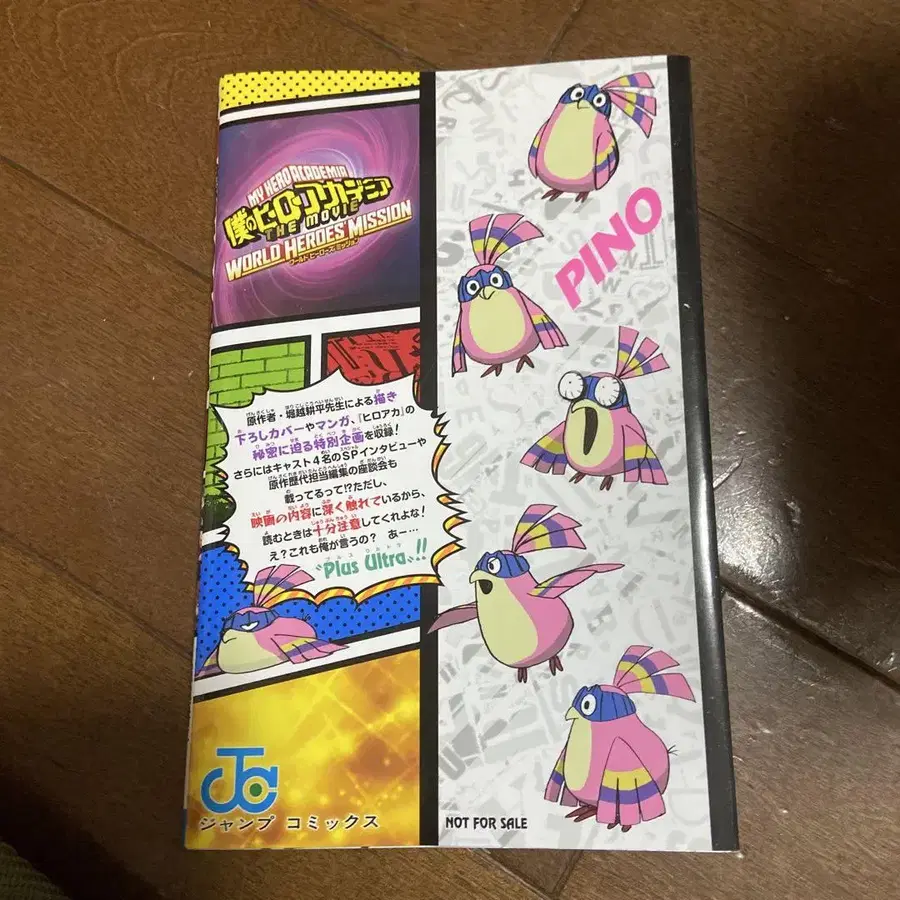 MY HERO ACADEMIA
僕のヒーローアカデミア
THE MOVIE
WORLD HEROES' MISSION
ワールド ヒーローズ ミッション
PINO
原作者・堀越耕平先生による描き
下ろしカバーやマンガ、『ヒロアカ』の
秘密に迫る特別企画を収録!
さらにはキャスト4名のSPインタビューや
原作歴代担当編集の座談会も
載ってるって!?ただし、
映画の内容に深く触れているから、
読むときは十分注意してくれよな!
え?これも俺が言うの? あー…
"Plus Ultra"!!
JC
ジャンプ コミックス
NOT FOR SALE